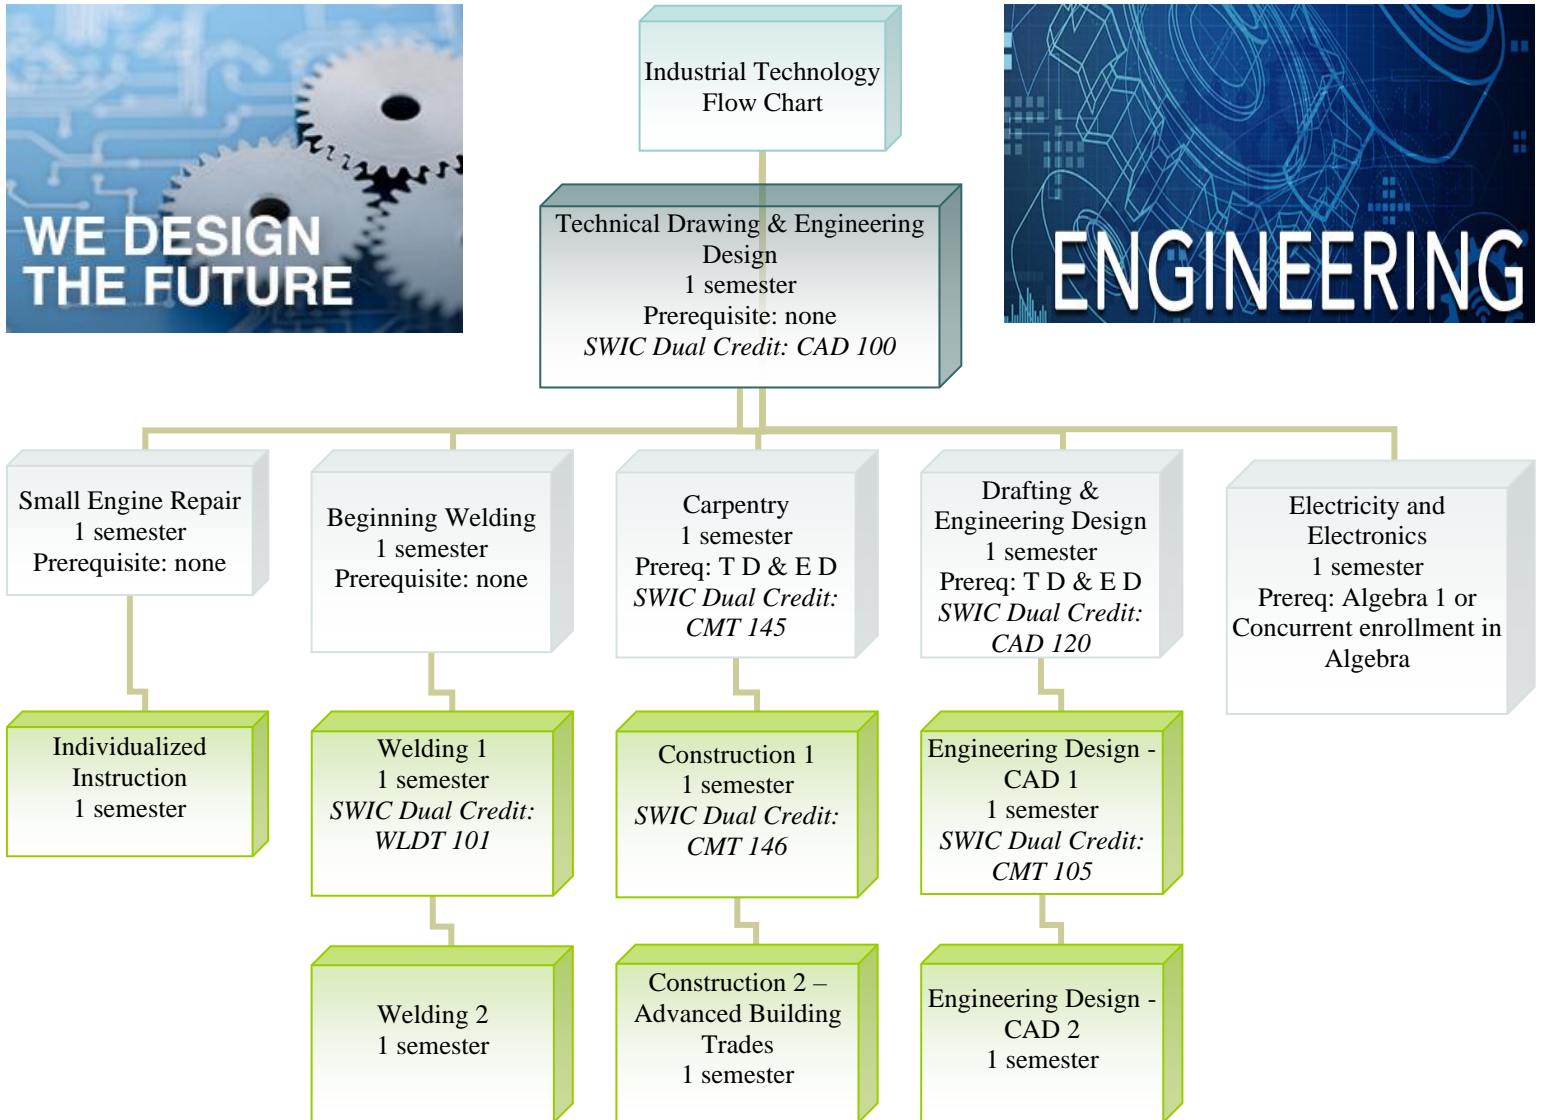 WE DESIGN
THE FUTURE
Industrial Technology
Flow Chart
ENGINEERING
Technical Drawing & Engineering
Design
1 semester
Prerequisite: none
SWIC Dual Credit: CAD 100
Small Engine Repair
1 semester
Prerequisite: none
Beginning Welding
1 semester
Prerequisite: none
Carpentry
1 semester
Prereq: T D & E D
SWIC Dual Credit:
CMT 145
Drafting &
Engineering Design
1 semester
Prereq: T D & E D
SWIC Dual Credit:
CAD 120
Electricity and
Electronics
1 semester
Prereq: Algebra 1 or
Concurrent enrollment in
Algebra
Individualized
Instruction
1 semester
Welding 1
1 semester
SWIC Dual Credit:
WLDT 101
Construction 1
1 semester
SWIC Dual Credit:
CMT 146
Engineering Design -
CAD 1
1 semester
SWIC Dual Credit:
CMT 105
Welding 2
1 semester
Construction 2 –
Advanced Building
Trades
1 semester
Engineering Design -
CAD 2
1 semester